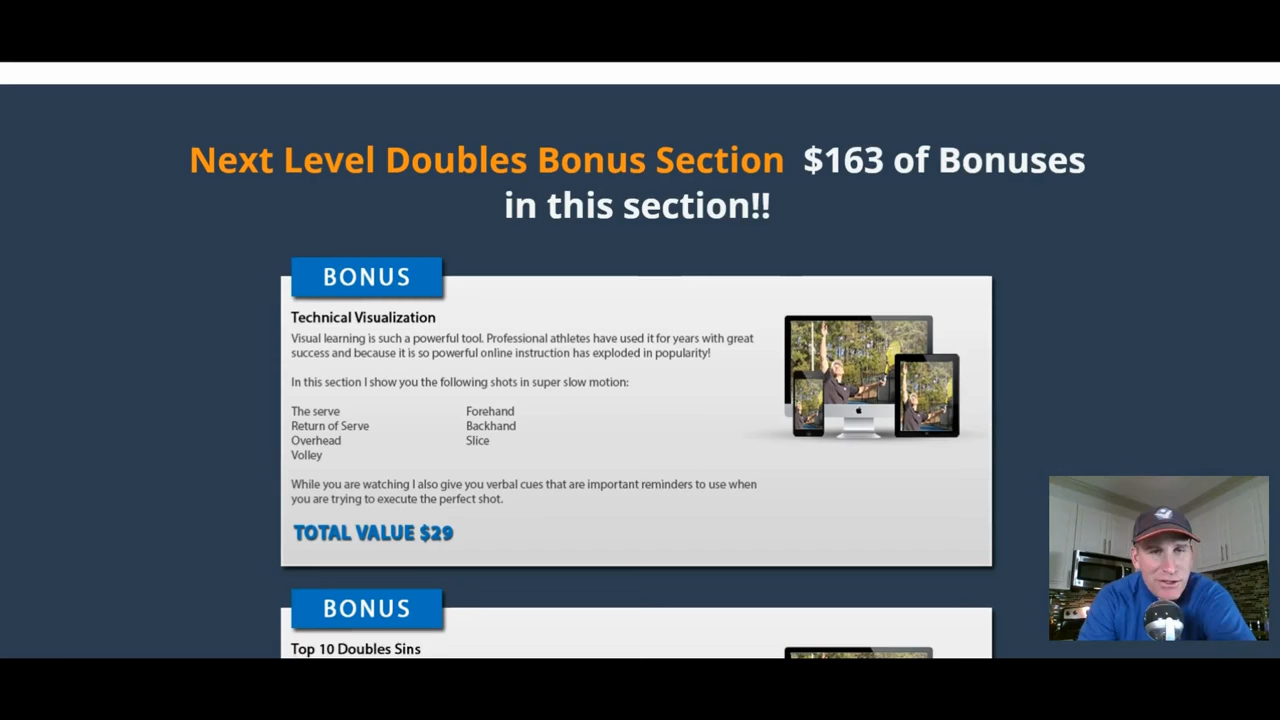 Next Level Doubles Bonus Section $163 of Bonuses
in this section!!
BONUS
Technical Visualization
Visual learning is such a powerful tool. Professional athletes have used it for years with great
success and because it is so powerful online instruction has exploded in popularity!
In this section I show you the following shots in super slow motion:
The serve Forehand
Return of Serve Backhand
Overhead Slice
Volley
While you are watching I also give you verbal cues that are important reminders to use when
you are trying to execute the perfect shot.
TOTAL VALUE $29
BONUS
Top 10 Doubles Sins